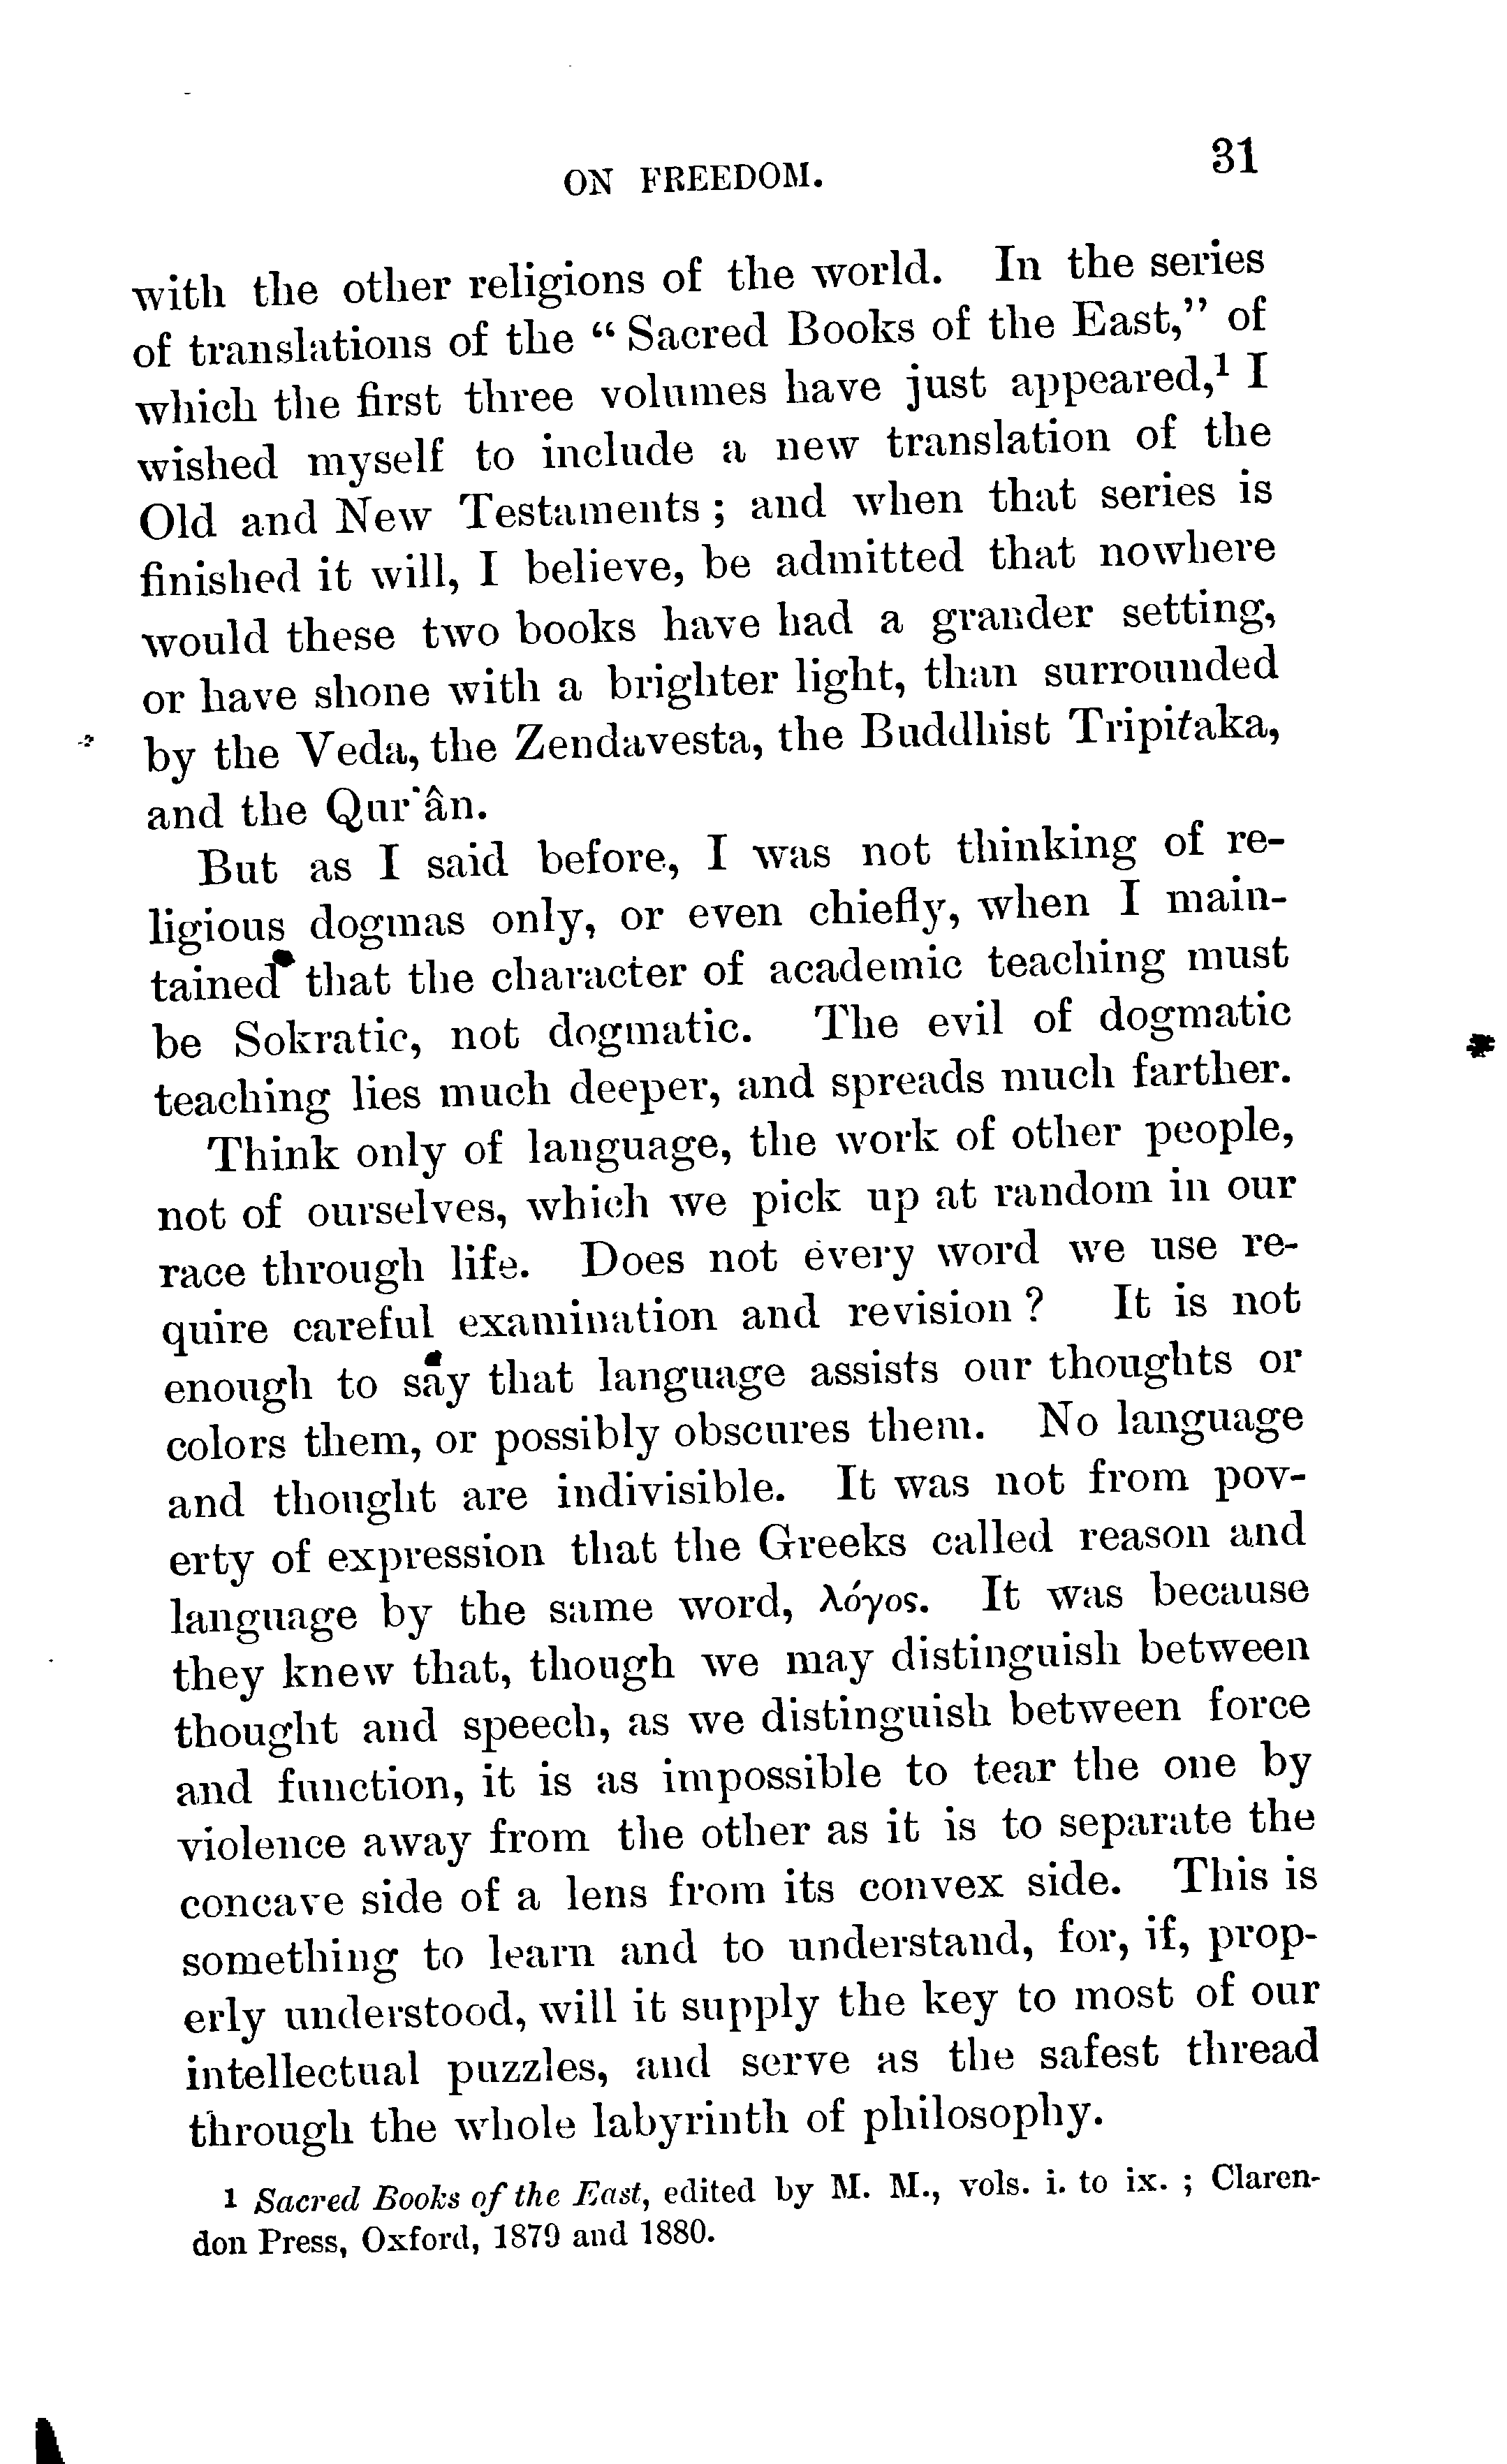 ON FREEDOM. 31
with the other religions of the world. In the series
of translations of the “ Sacred Books of the East,” of
which the first three volumes have just appeared,¹ I
wished myself to include a new translation of the
Old and New Testaments ; and when that series is
finished it will, I believe, be admitted that nowhere
would these two books have had a grander setting,
or have shone with a brighter light, than surrounded
by the Veda, the Zendavesta, the Buddhist Tripitaka,
and the Qur'ân.
But as I said before, I was not thinking of re-
ligious dogmas only, or even chiefly, when I main-
tained that the character of academic teaching must
be Sokratic, not dogmatic. The evil of dogmatic
teaching lies much deeper, and spreads much farther.
Think only of language, the work of other people,
not of ourselves, which we pick up at random in our
race through life. Does not every word we use re-
quire careful examination and revision ? It is not
enough to say that language assists our thoughts or
colors them, or possibly obscures them. No language
and thought are indivisible. It was not from pov-
erty of expression that the Greeks called reason and
language by the same word, λόγος. It was because
they knew that, though we may distinguish between
thought and speech, as we distinguish between force
and function, it is as impossible to tear the one by
violence away from the other as it is to separate the
concave side of a lens from its convex side. This is
something to learn and to understand, for, if, prop-
erly understood, will it supply the key to most of our
intellectual puzzles, and serve as the safest thread
through the whole labyrinth of philosophy.
1 Sacred Books of the East, edited by M. M., vols. i. to ix. ; Claren-
don Press, Oxford, 1879 and 1880.